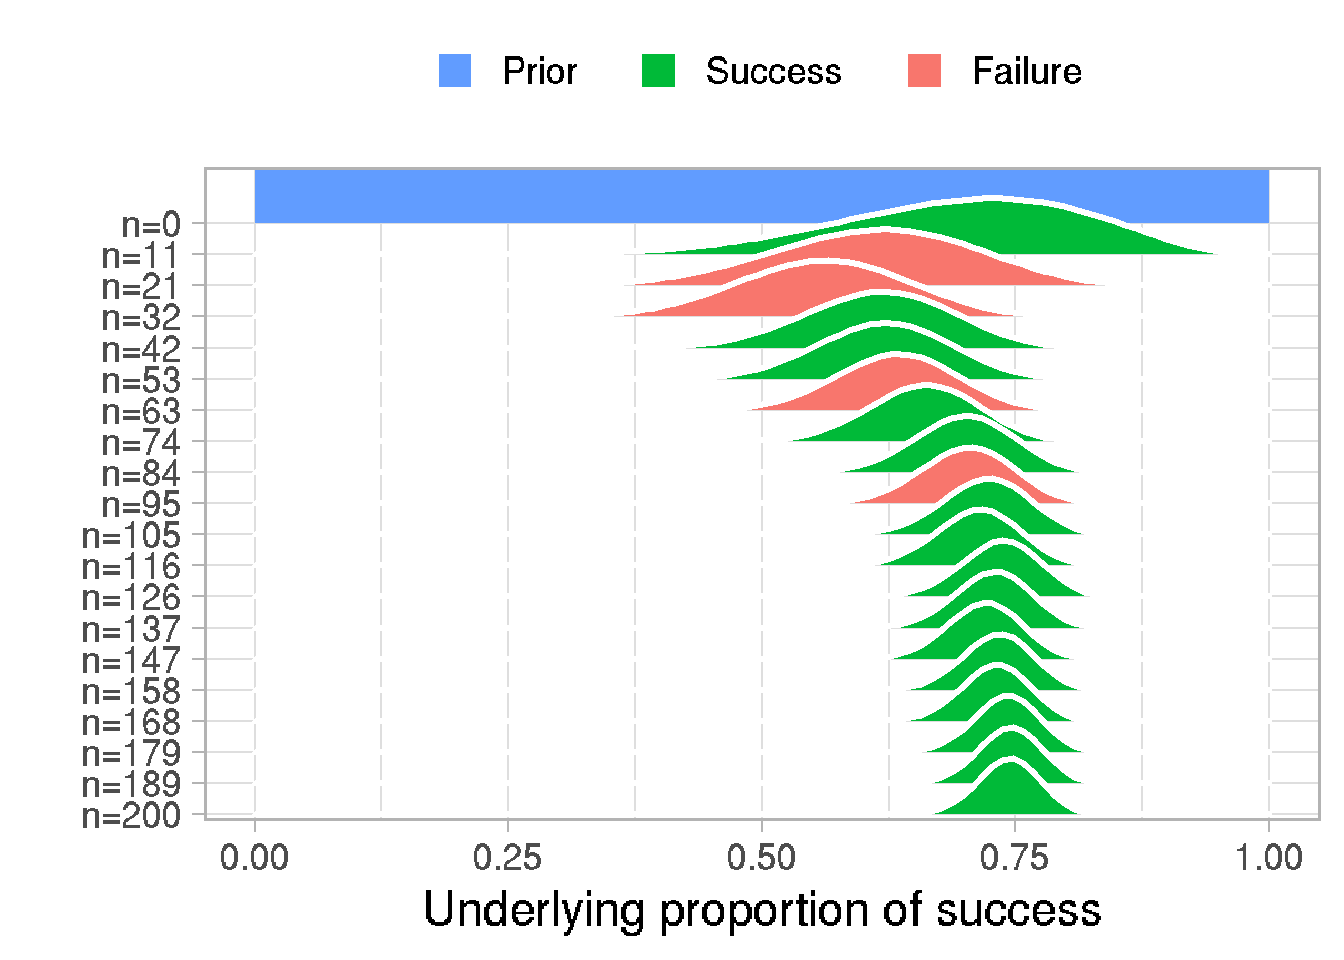 Prior Success Failure
n=0
n=11
n=21
n=32
n=42
n=53
n=63
n=74
n=84
n=95
n=105
n=116
n=126
n=137
n=147
n=158
n=168
n=179
n=189
n=200
0.00 0.25 0.50 0.75 1.00
Underlying proportion of success